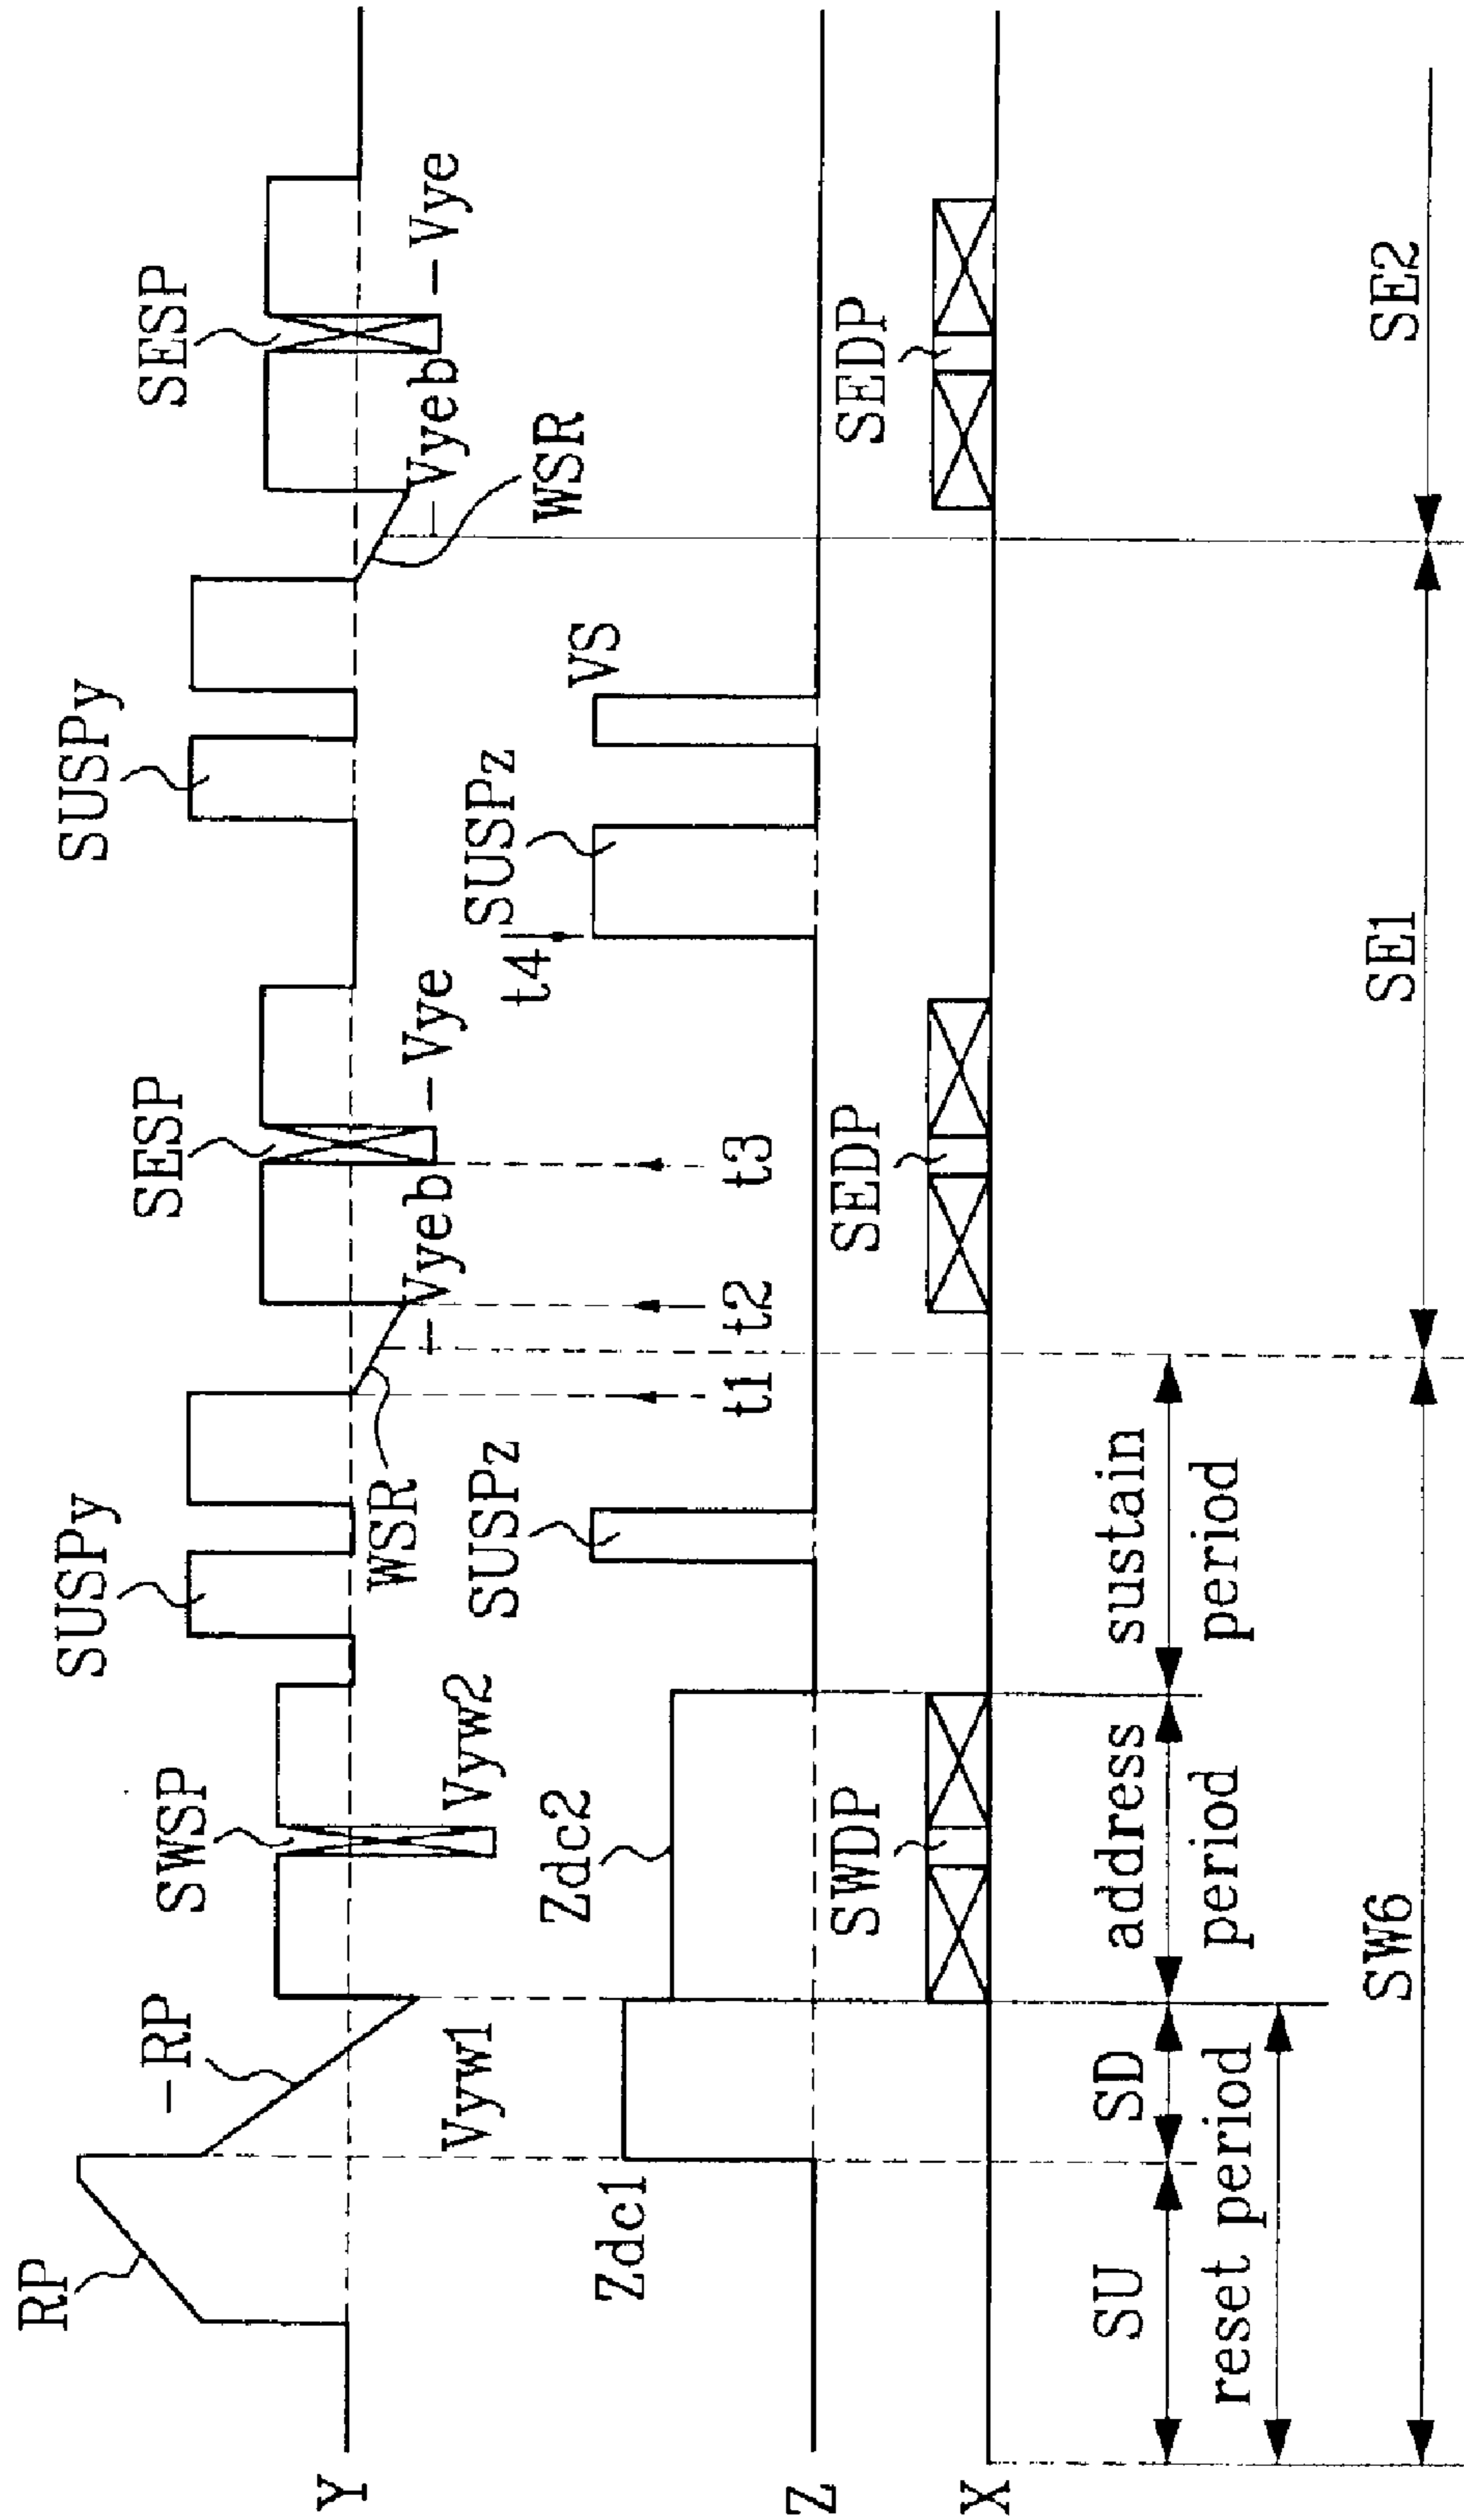 RP
-RP
SWSP
SUSPy
SESP
SUSPy
SESP
Y
Vyw1
Vyw2
WSR
-Vyeb
-Vye
WSR
-Vyeb
-Vye
t1
t2
t3
t4
Zdc1
Zdc2
SUSPz
SUSPz
VS
Z
SWDP
SEDP
SEDP
X
SU
SD
address
period
sustain
period
reset period
SW6
SE1
SE2